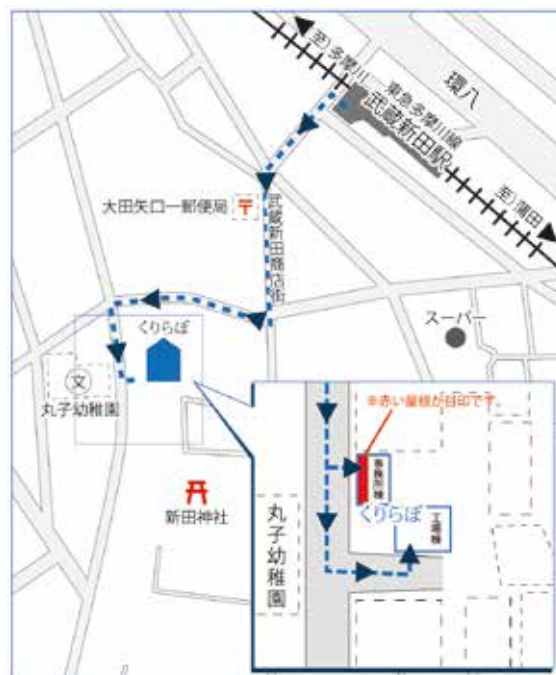 至)多摩川
東急多摩川線
環八
武蔵新田駅
至)蒲田
大田矢口一郵便局
武蔵新田商店街
くりらぼ
スーパー
文
丸子幼稚園
※赤い屋根が目印です。
事務所棟
くりらぼ
工場棟
新田神社
丸子幼稚園